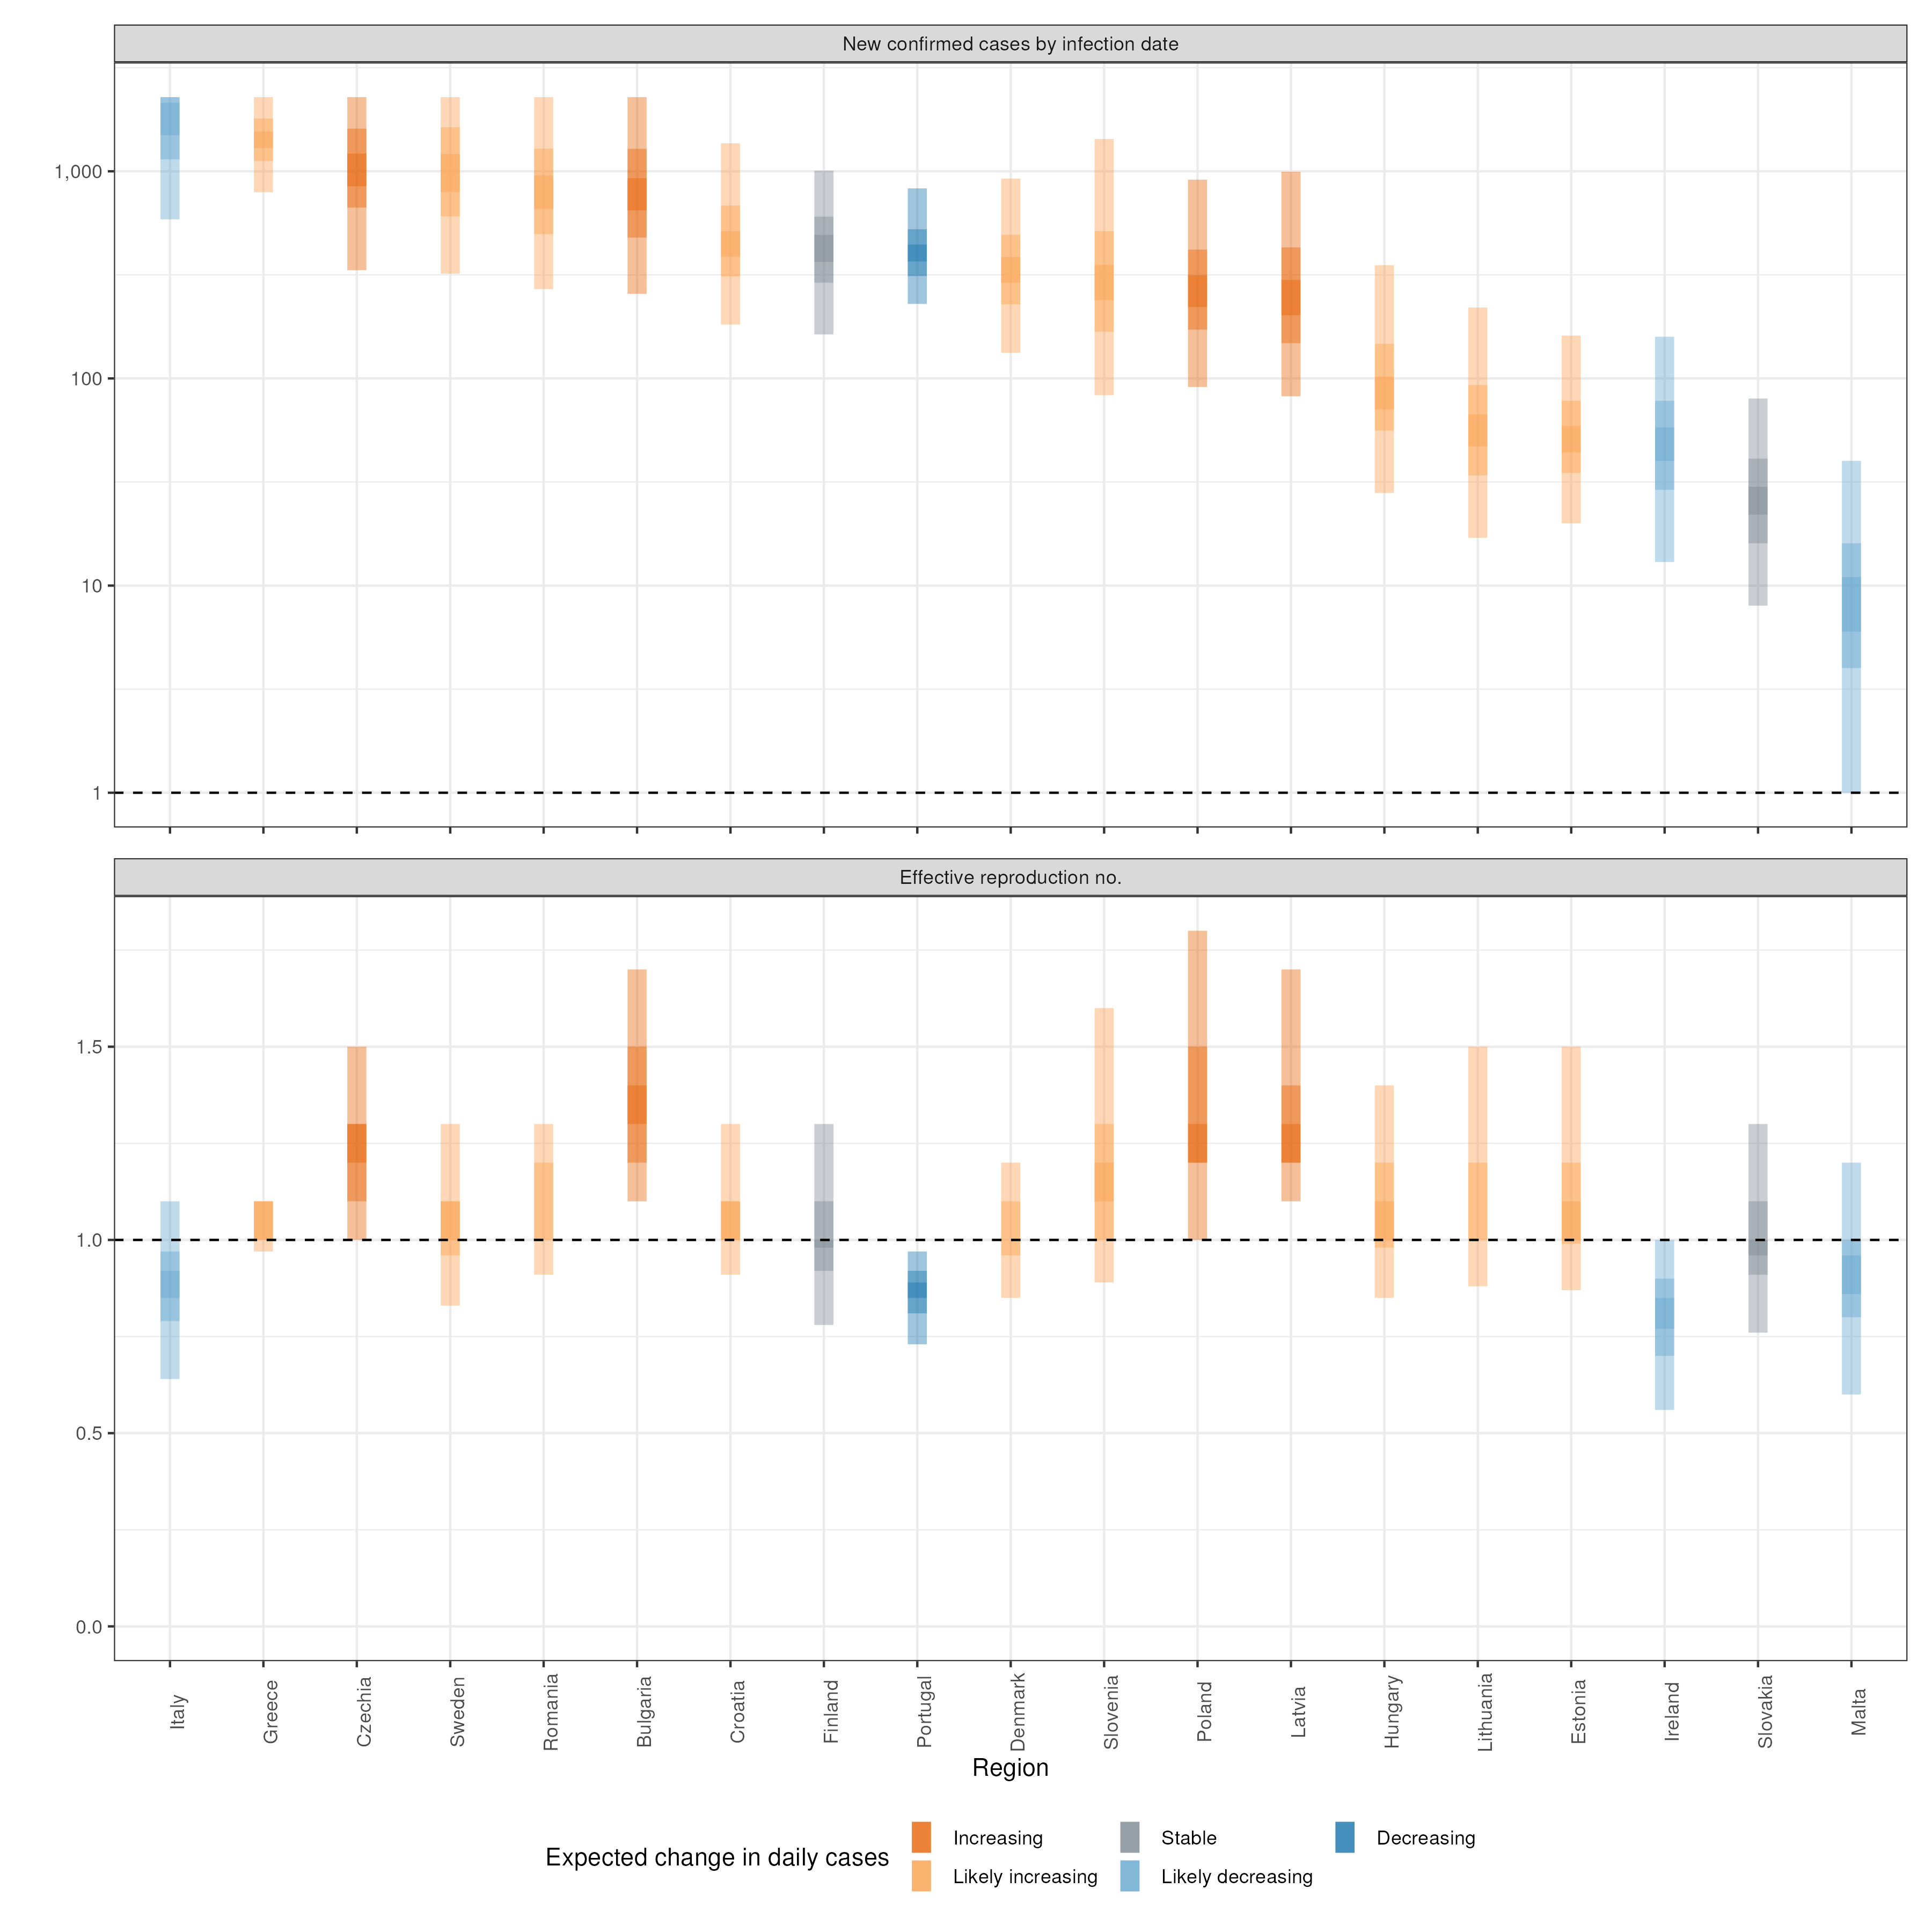 New confirmed cases by infection date
1,000
100
10
1
Effective reproduction no.
1.5
1.0
0.5
0.0
Italy
Greece
Czechia
Sweden
Romania
Bulgaria
Croatia
Finland
Portugal
Denmark
Slovenia
Poland
Latvia
Hungary
Lithuania
Estonia
Ireland
Slovakia
Malta
Region
Expected change in daily cases
Increasing
Stable
Decreasing
Likely increasing
Likely decreasing